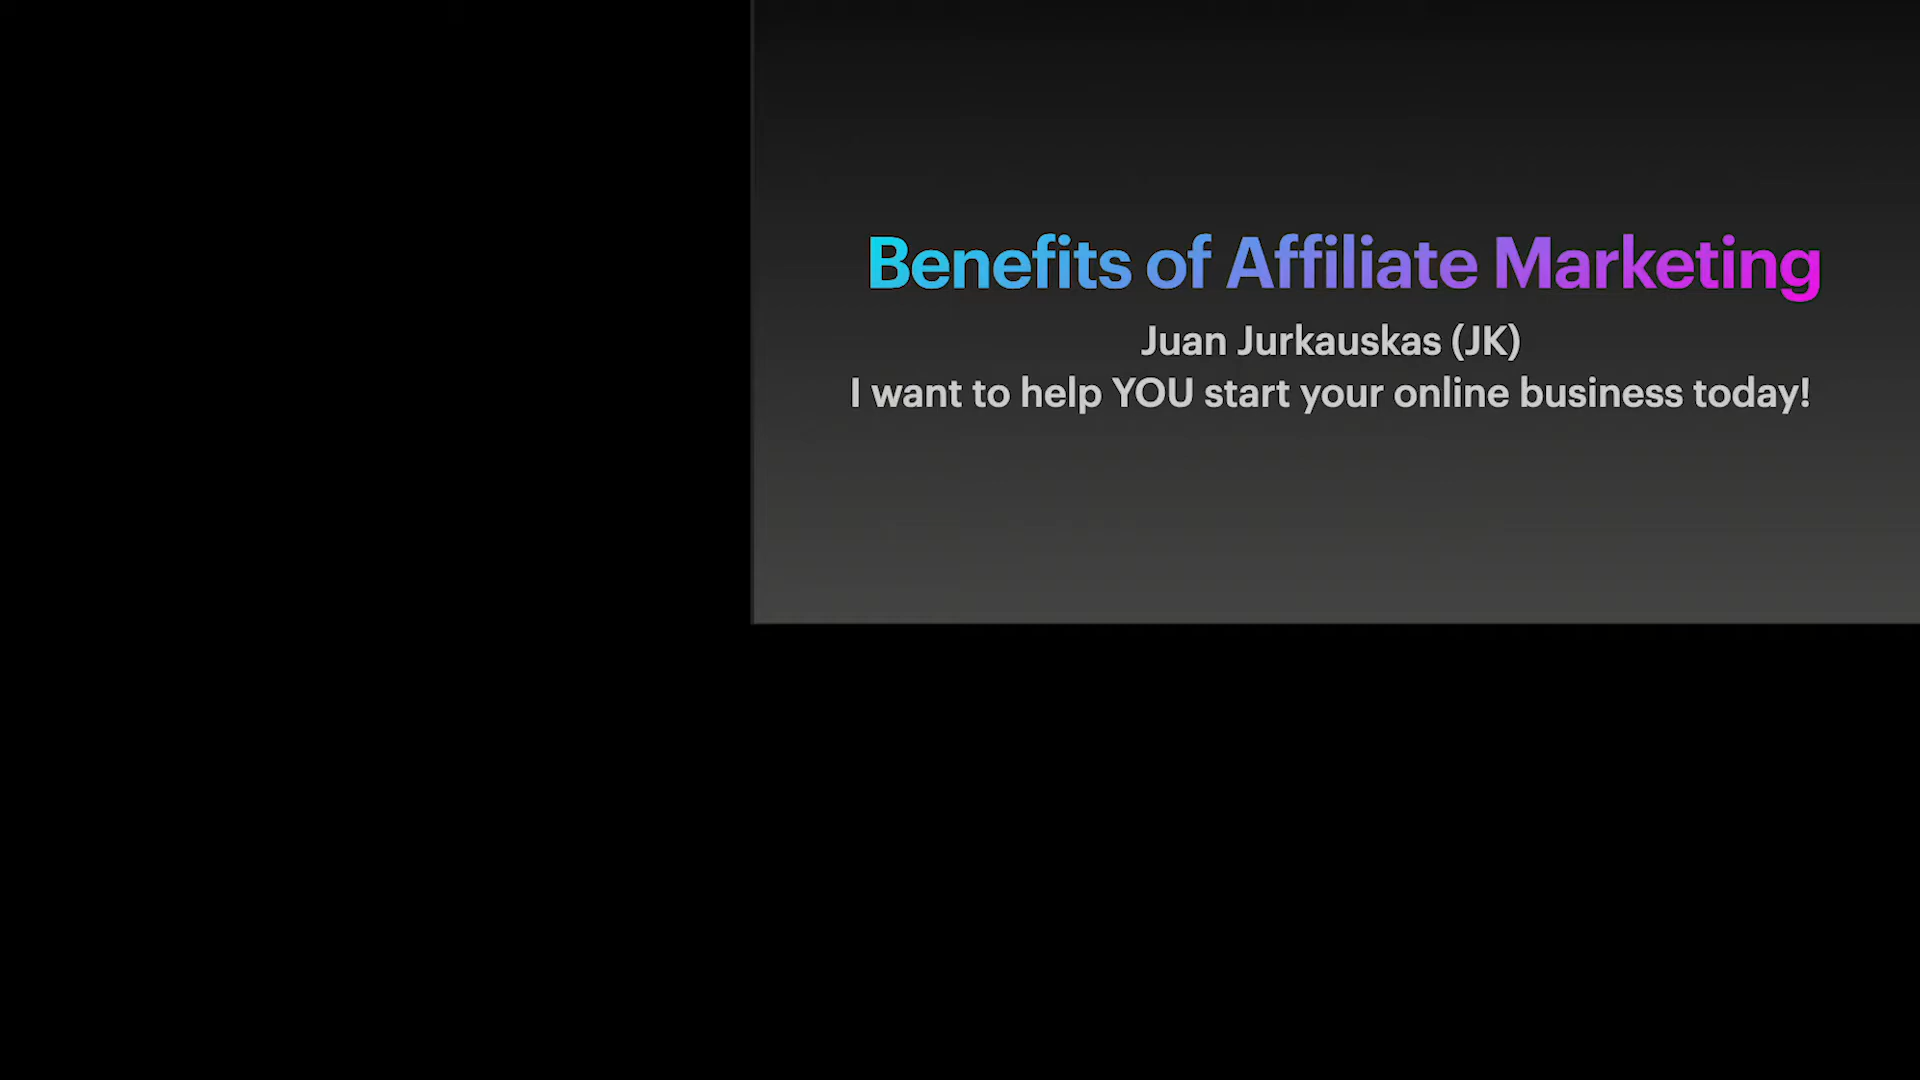 Benefits of Affiliate Marketing
Juan Jurkauskas (JK)
I want to help YOU start your online business today!